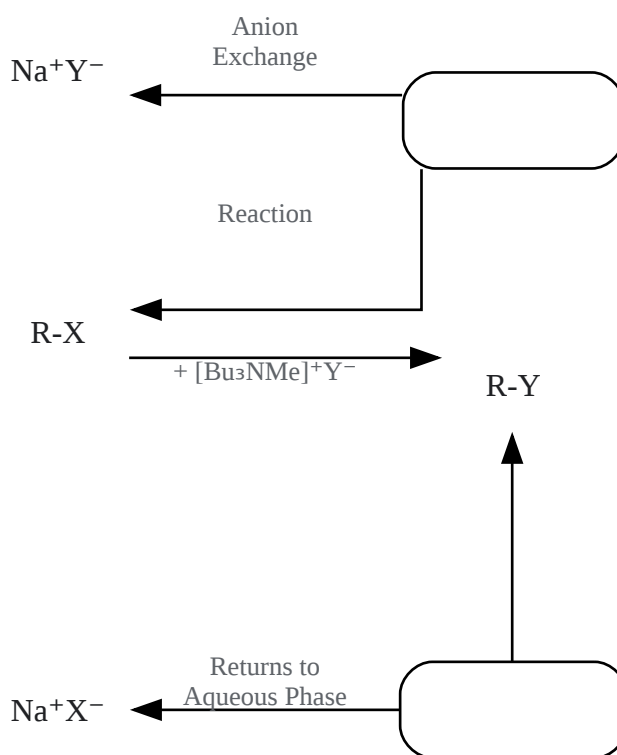 Anion
Exchange
Na⁺Y⁻
Reaction
R-X
+ [Bu₃NMe]⁺Y⁻
R-Y
Returns to
Aqueous Phase
Na⁺X⁻